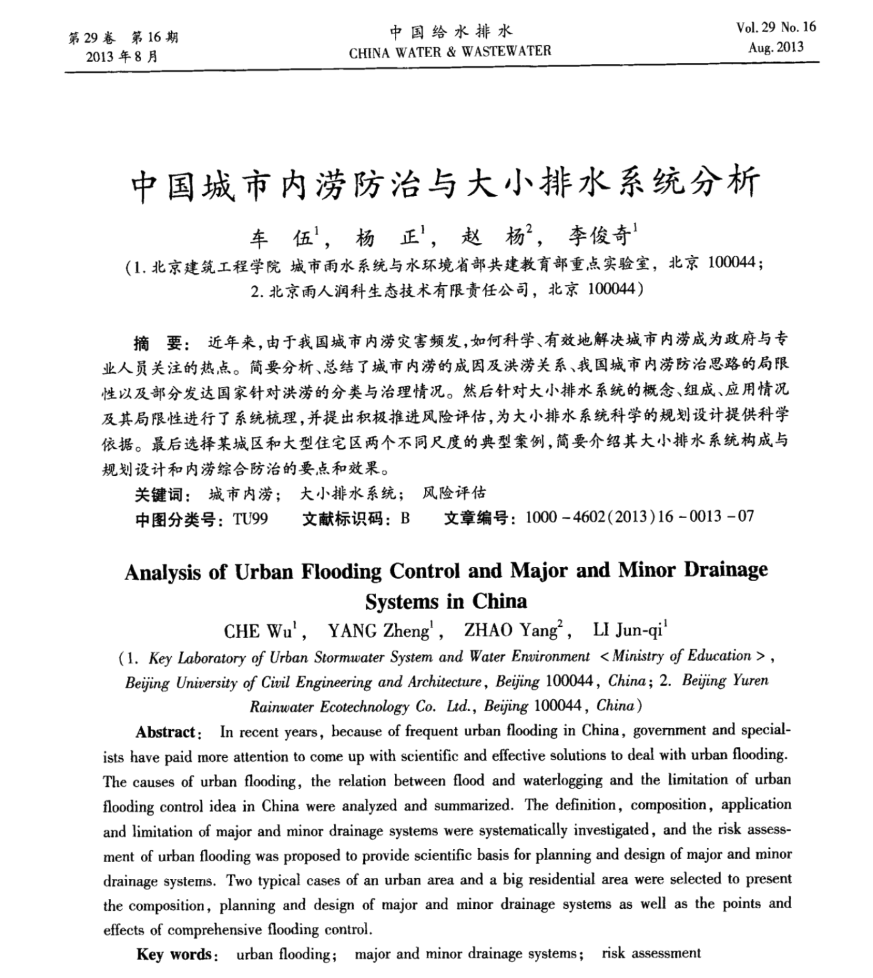 第29卷 第16期
2013年8月
中国给水排水
CHINA WATER & WASTEWATER
Vol. 29 No. 16
Aug. 2013
中国城市内涝防治与大小排水系统分析
车 伍1, 杨 正1, 赵 杨2, 李俊奇1
(1.北京建筑工程学院 城市雨水系统与水环境省部共建教育部重点实验室, 北京 100044;
2.北京雨人润科生态技术有限责任公司, 北京 100044)
摘 要: 近年来,由于我国城市内涝灾害频发,如何科学、有效地解决城市内涝成为政府与专
业人员关注的热点。简要分析、总结了城市内涝的成因及洪涝关系、我国城市内涝防治思路的局限
性以及部分发达国家针对洪涝的分类与治理情况。然后针对大小排水系统的概念、组成、应用情况
及其局限性进行了系统梳理,并提出积极推进风险评估,为大小排水系统科学的规划设计提供科学
依据。最后选择某城区和大型住宅区两个不同尺度的典型案例,简要介绍其大小排水系统构成与
规划设计和内涝综合防治的要点和效果。
关键词: 城市内涝; 大小排水系统; 风险评估
中图分类号: TU99 文献标识码: B 文章编号: 1000-4602(2013)16-0013-07
Analysis of Urban Flooding Control and Major and Minor Drainage
Systems in China
CHE Wu1, YANG Zheng1, ZHAO Yang2, LI Jun-qi1
(1. Key Laboratory of Urban Stormwater System and Water Environment <Ministry of Education>,
Beijing University of Civil Engineering and Architecture, Beijing 100044, China; 2. Beijing Yuren
Rainwater Ecotechnology Co. Ltd., Beijing 100044, China)
Abstract: In recent years, because of frequent urban flooding in China, government and special-
ists have paid more attention to come up with scientific and effective solutions to deal with urban flooding.
The causes of urban flooding, the relation between flood and waterlogging and the limitation of urban
flooding control idea in China were analyzed and summarized. The definition, composition, application
and limitation of major and minor drainage systems were systematically investigated, and the risk assess-
ment of urban flooding was proposed to provide scientific basis for planning and design of major and minor
drainage systems. Two typical cases of an urban area and a big residential area were selected to present
the composition, planning and design of major and minor drainage systems as well as the points and
effects of comprehensive flooding control.
Key words: urban flooding; major and minor drainage systems; risk assessment